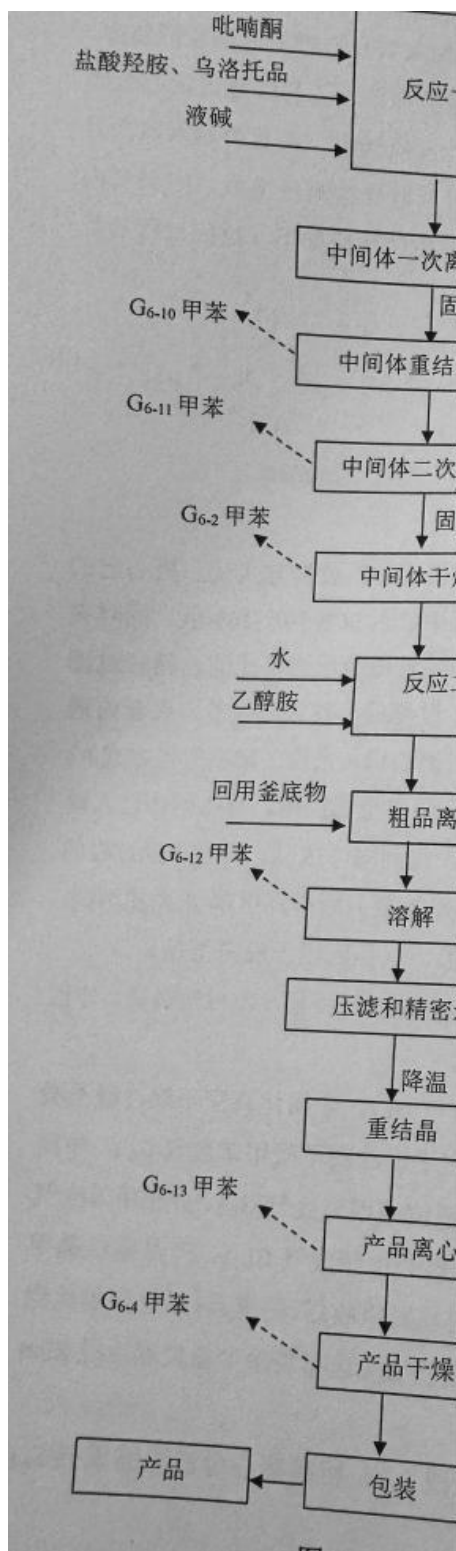 吡喃酮
盐酸羟胺、乌洛托品
反应
液碱
中间体一次离
固
G6-10 甲苯
中间体重结
G6-11 甲苯
中间体二次
G6-2 甲苯
固
中间体干燥
水
反应二
乙醇胺
回用釜底物
粗品离
G6-12 甲苯
溶解
压滤和精密
降温
重结晶
G6-13 甲苯
产品离心
G6-4 甲苯
产品干燥
产品
包装